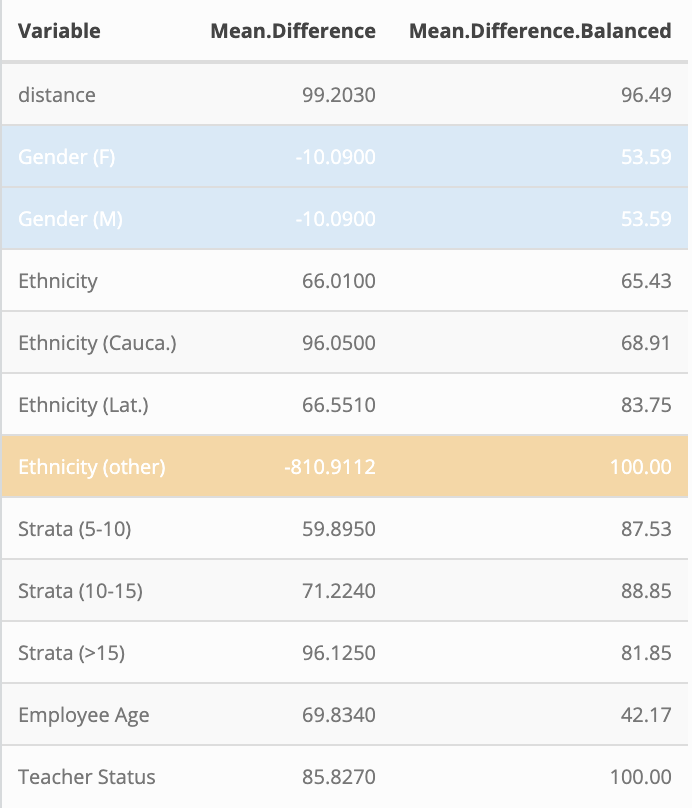 Variable Mean.Difference Mean.Difference.Balanced
distance 99.2030 96.49
Gender (F) -10.0900 53.59
Gender (M) -10.0900 53.59
Ethnicity 66.0100 65.43
Ethnicity (Cauca.) 96.0500 68.91
Ethnicity (Lat.) 66.5510 83.75
Ethnicity (other) -810.9112 100.00
Strata (5-10) 59.8950 87.53
Strata (10-15) 71.2240 88.85
Strata (>15) 96.1250 81.85
Employee Age 69.8340 42.17
Teacher Status 85.8270 100.00